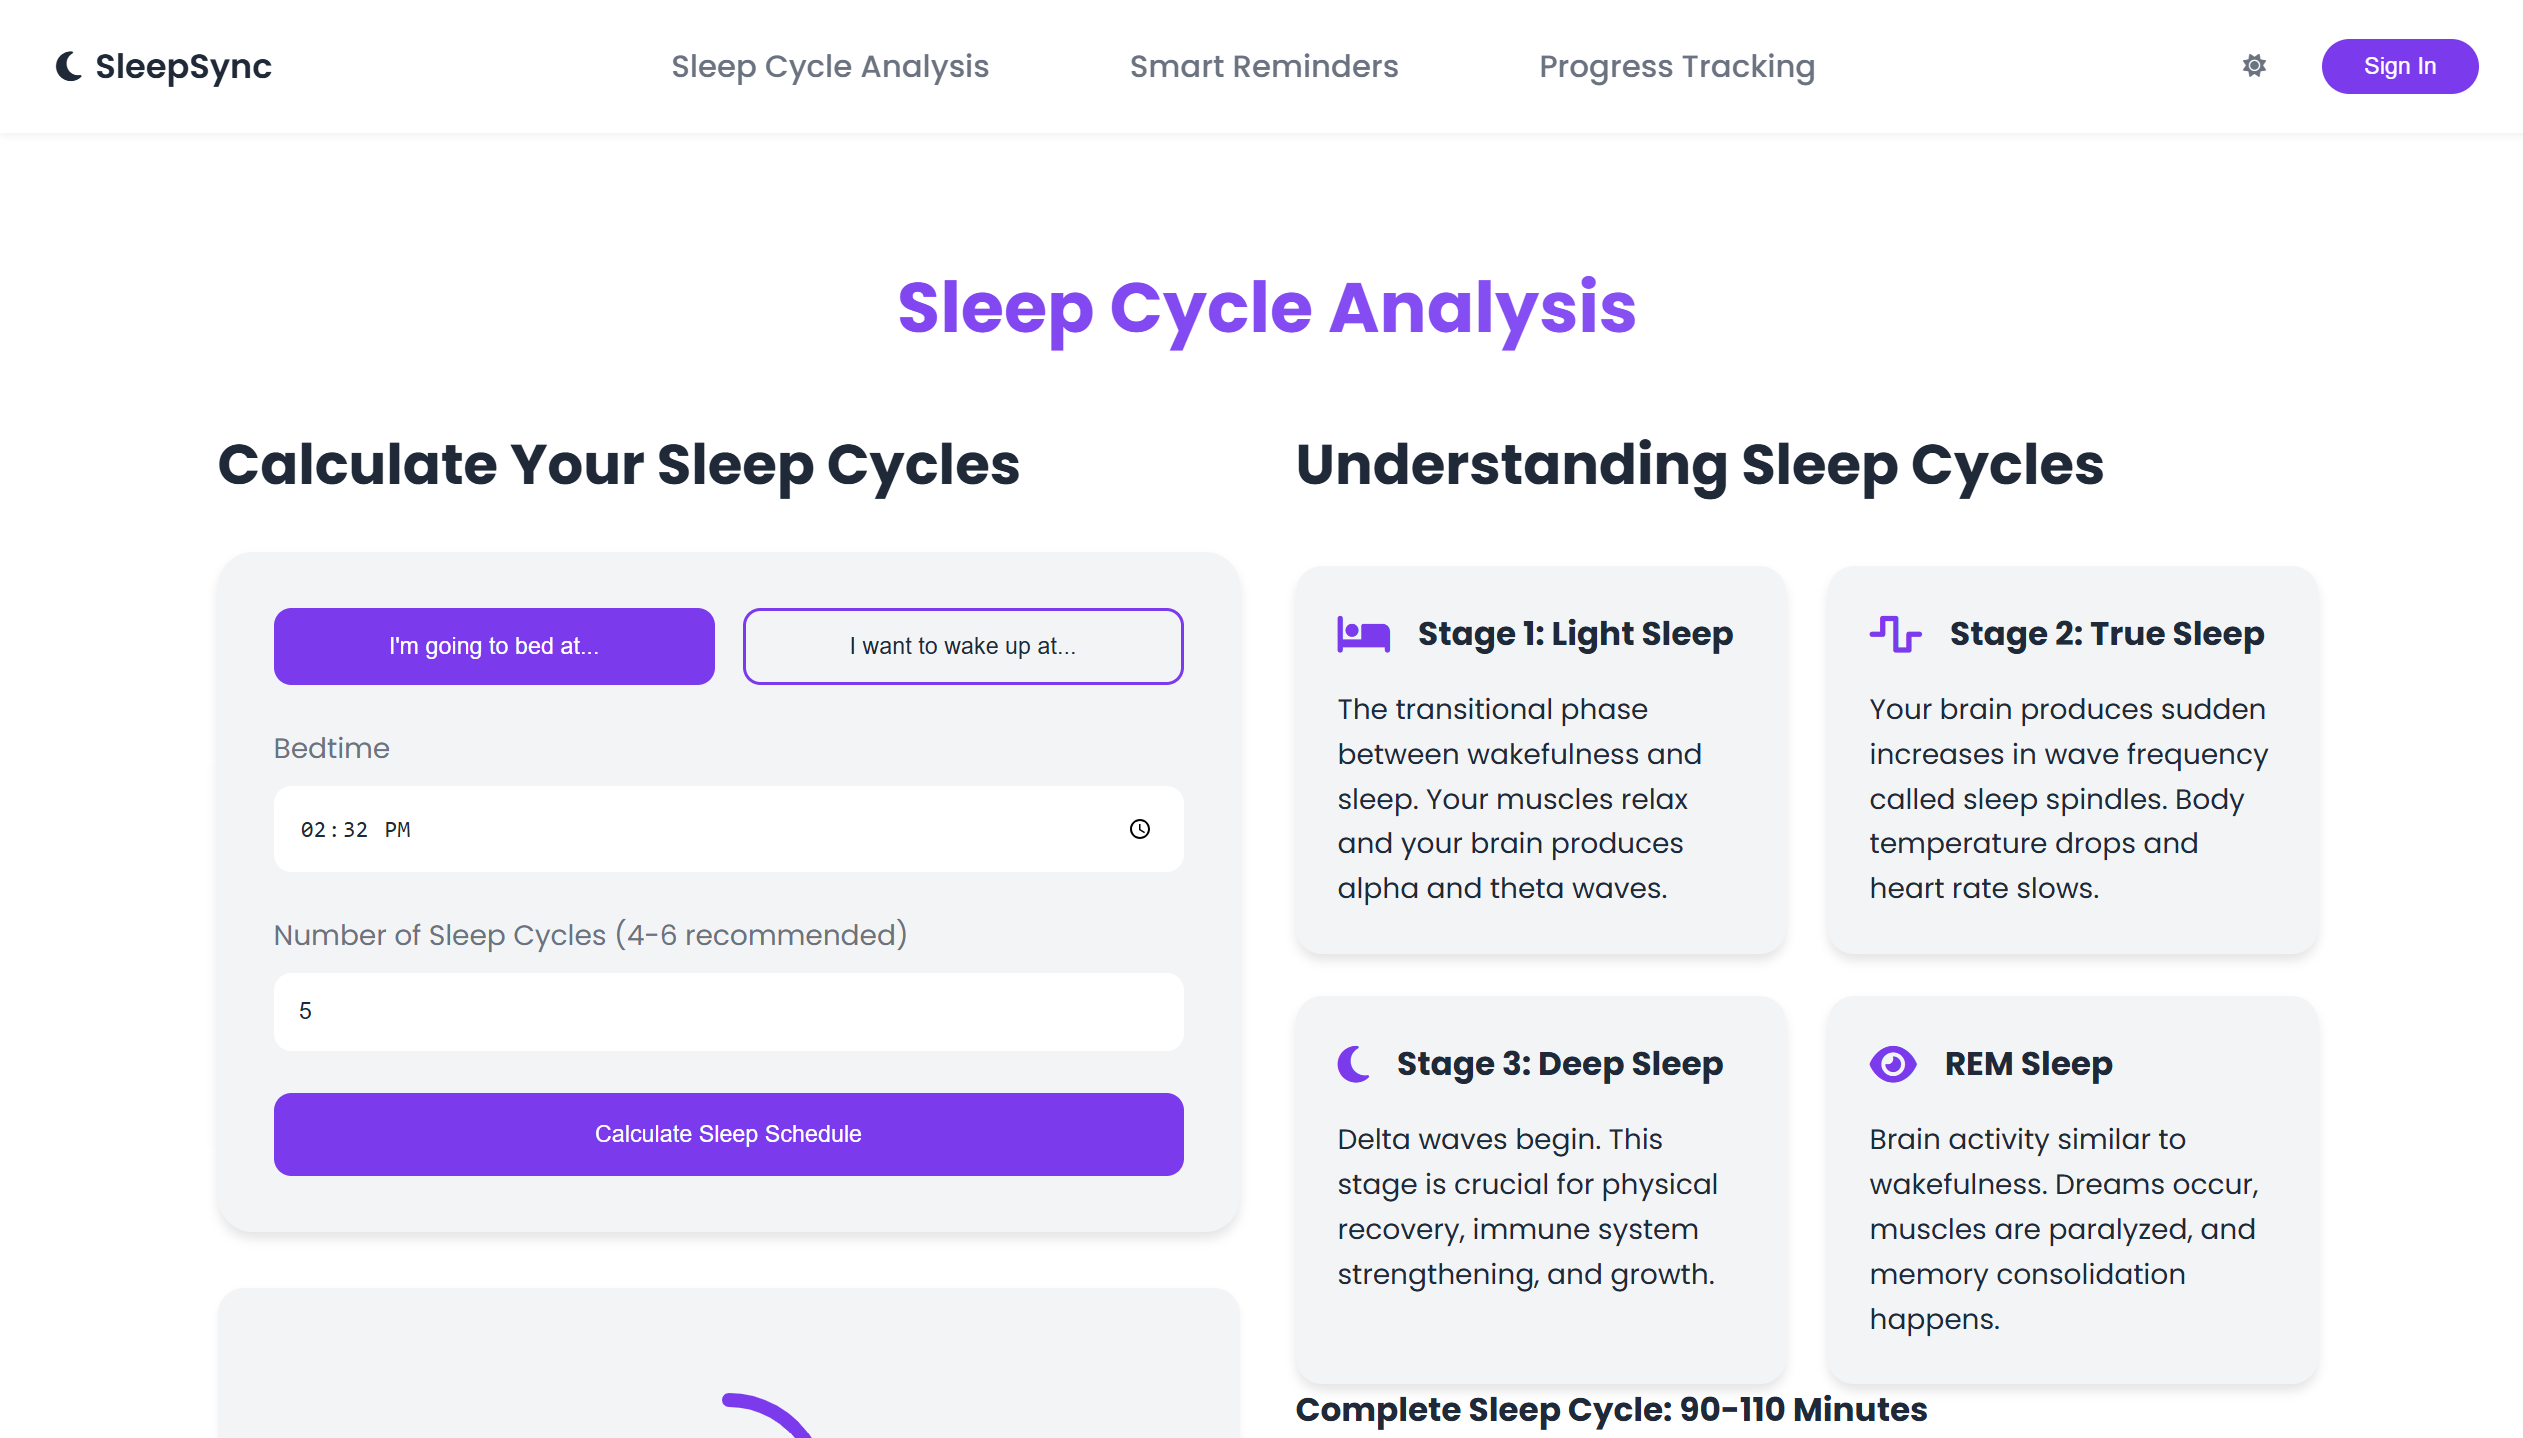 SleepSync
Sleep Cycle Analysis
Smart Reminders
Progress Tracking
Sign In
Sleep Cycle Analysis
Calculate Your Sleep Cycles
I'm going to bed at...
I want to wake up at...
Bedtime
02:32 PM
Number of Sleep Cycles (4-6 recommended)
5
Calculate Sleep Schedule
Understanding Sleep Cycles
Stage 1: Light Sleep
The transitional phase
between wakefulness and
sleep. Your muscles relax
and your brain produces
alpha and theta waves.
Stage 2: True Sleep
Your brain produces sudden
increases in wave frequency
called sleep spindles. Body
temperature drops and
heart rate slows.
Stage 3: Deep Sleep
Delta waves begin. This
stage is crucial for physical
recovery, immune system
strengthening, and growth.
REM Sleep
Brain activity similar to
wakefulness. Dreams occur,
muscles are paralyzed, and
memory consolidation
happens.
Complete Sleep Cycle: 90-110 Minutes